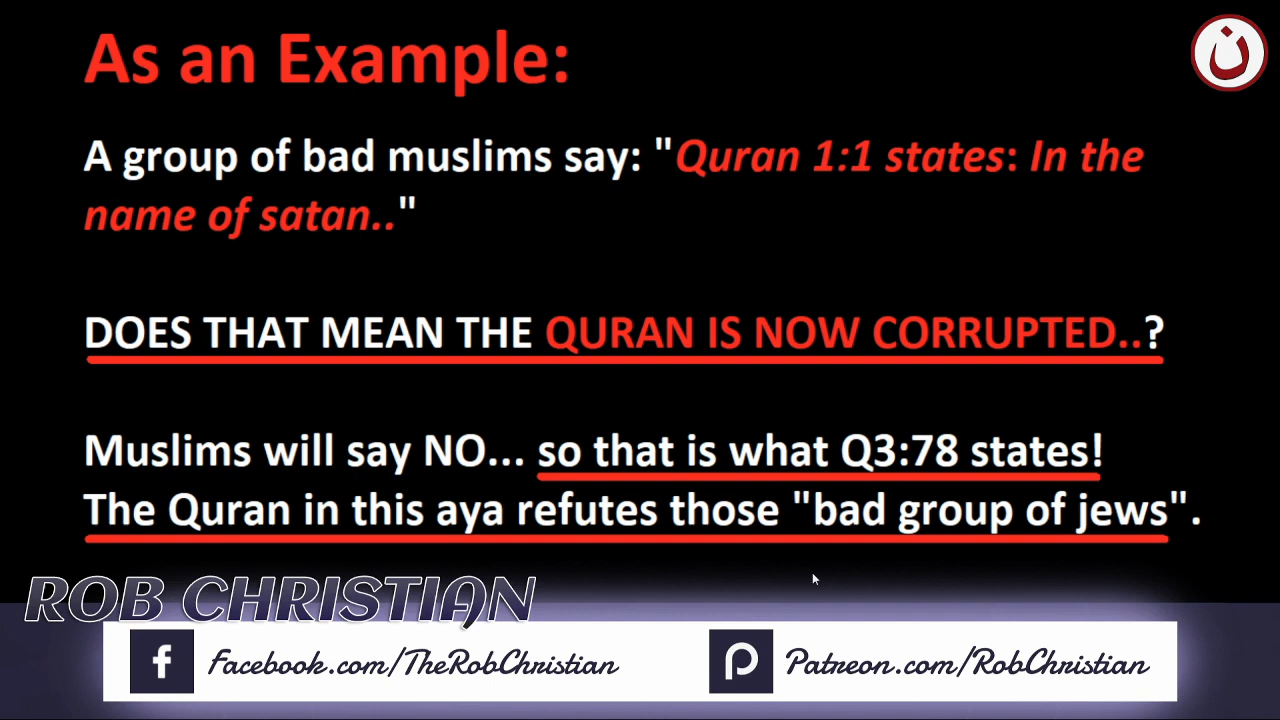 As an Example:
ن
A group of bad muslims say: "Quran 1:1 states: In the
name of satan.."
DOES THAT MEAN THE QURAN IS NOW CORRUPTED..?
Muslims will say NO... so that is what Q3:78 states!
The Quran in this aya refutes those "bad group of jews".
ROB CHRISTIAN
Facebook.com/TheRobChristian
Patreon.com/RobChristian